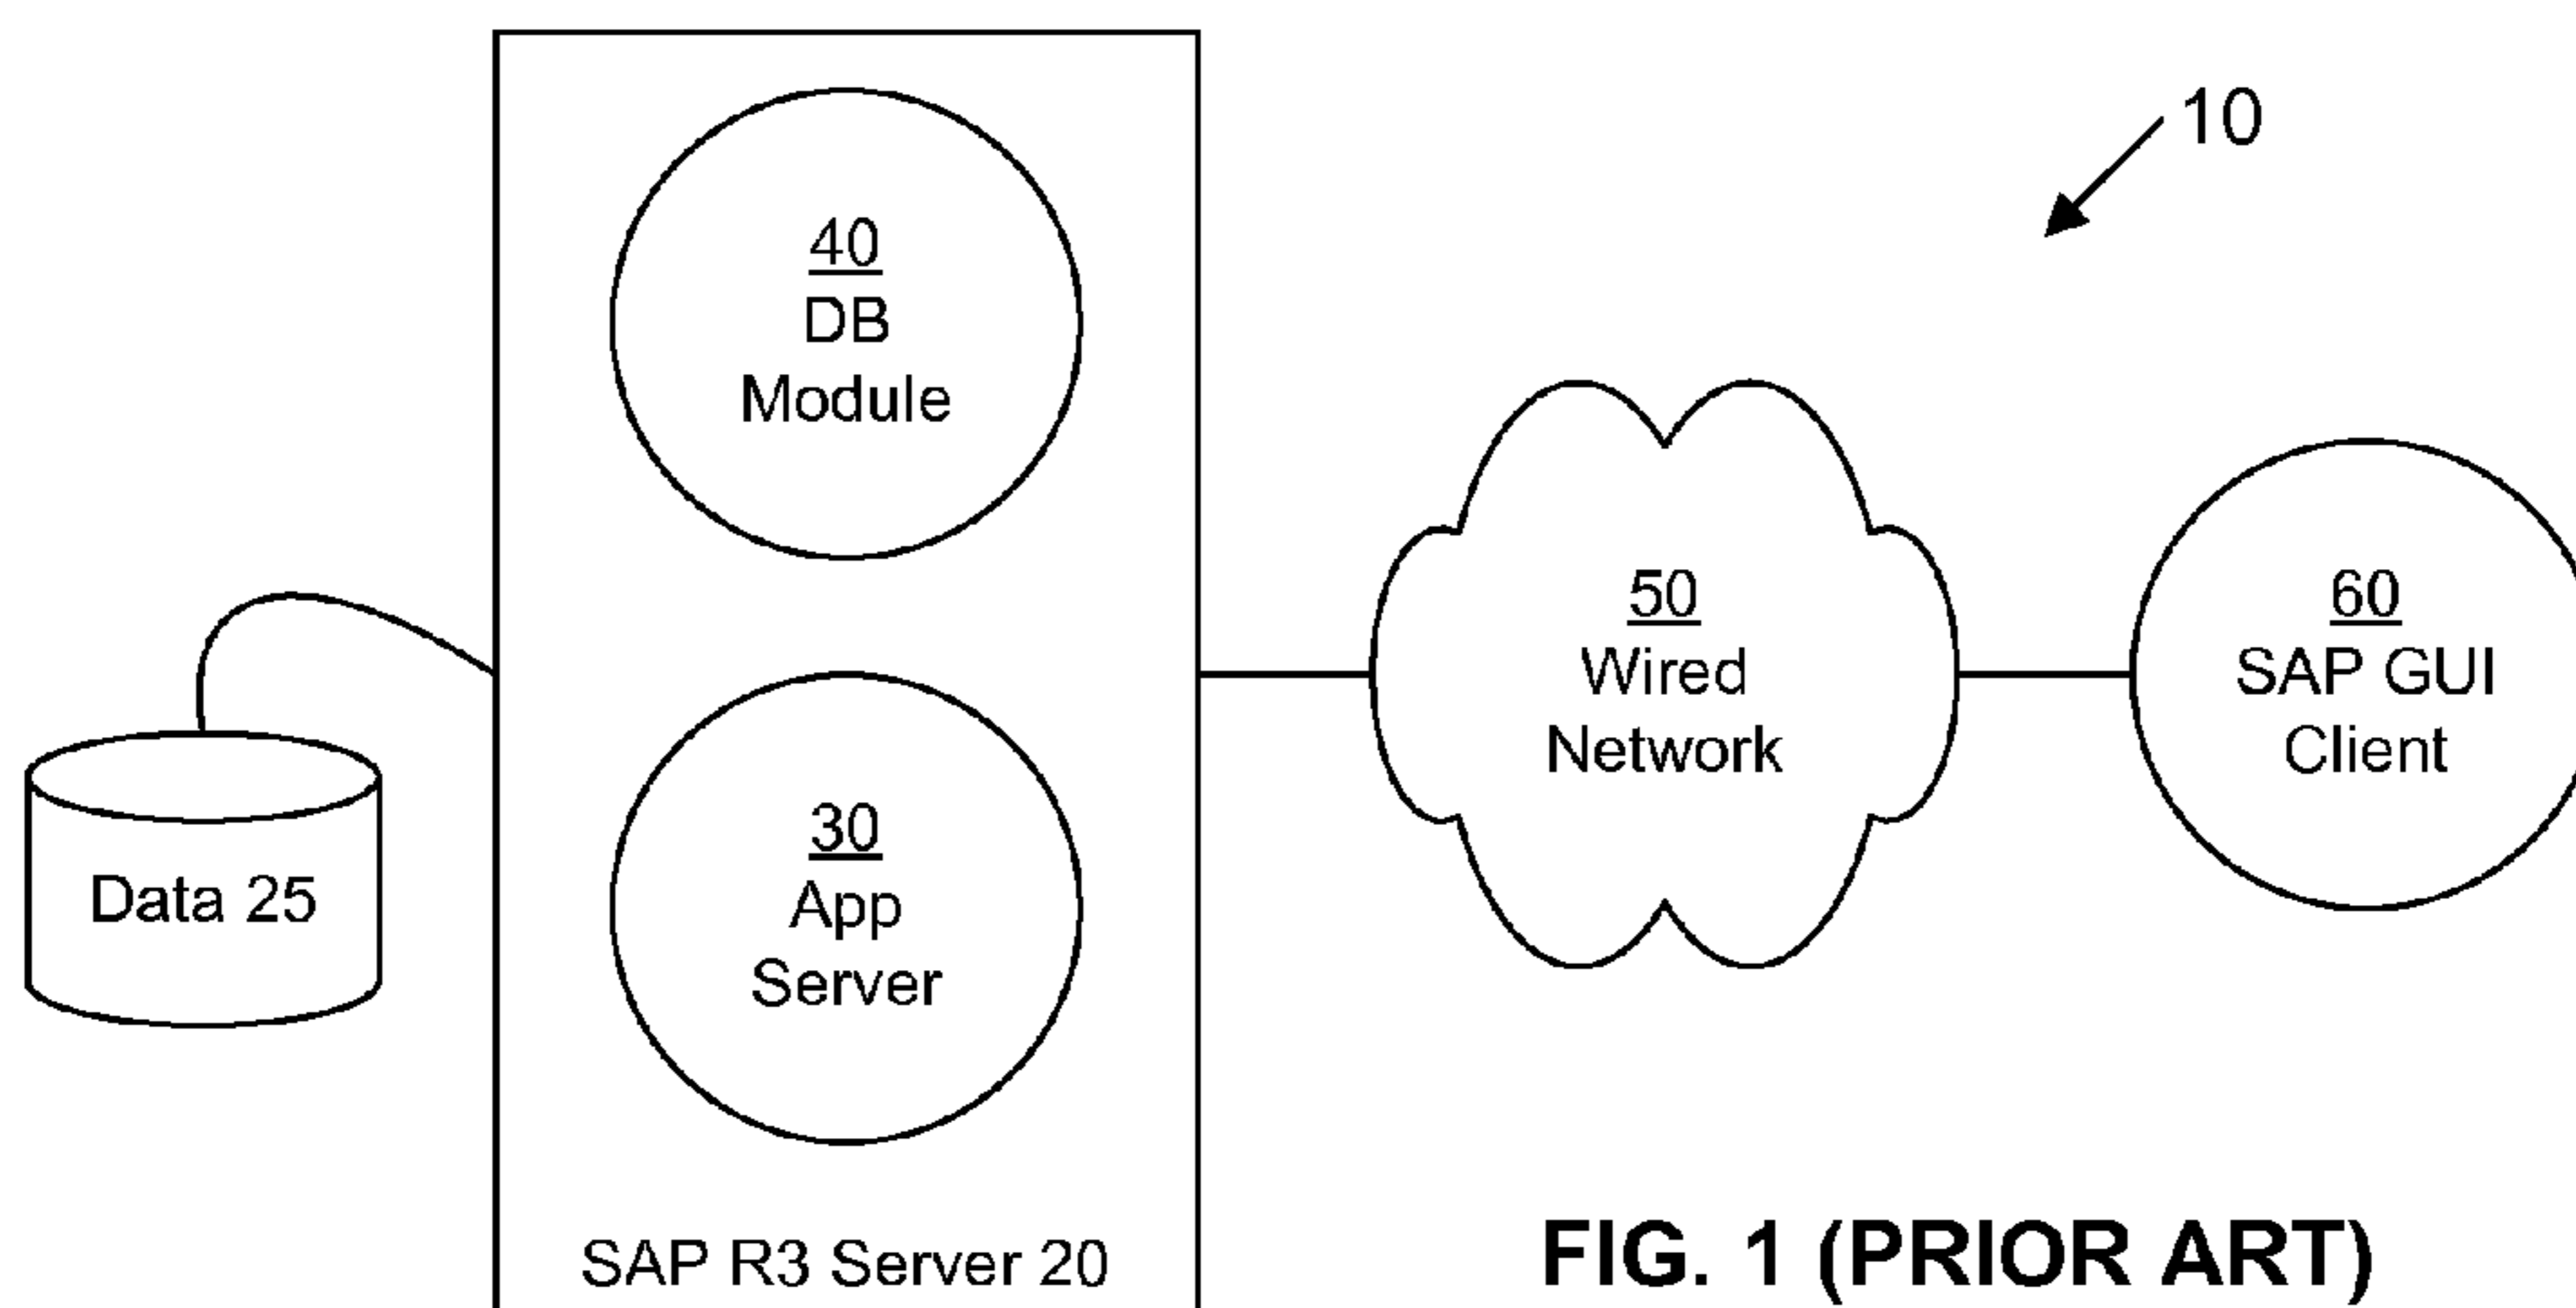 10
40
DB
Module
50
Wired
Network
60
SAP GUI
Client
Data 25
30
App
Server
SAP R3 Server 20
FIG. 1 (PRIOR ART)